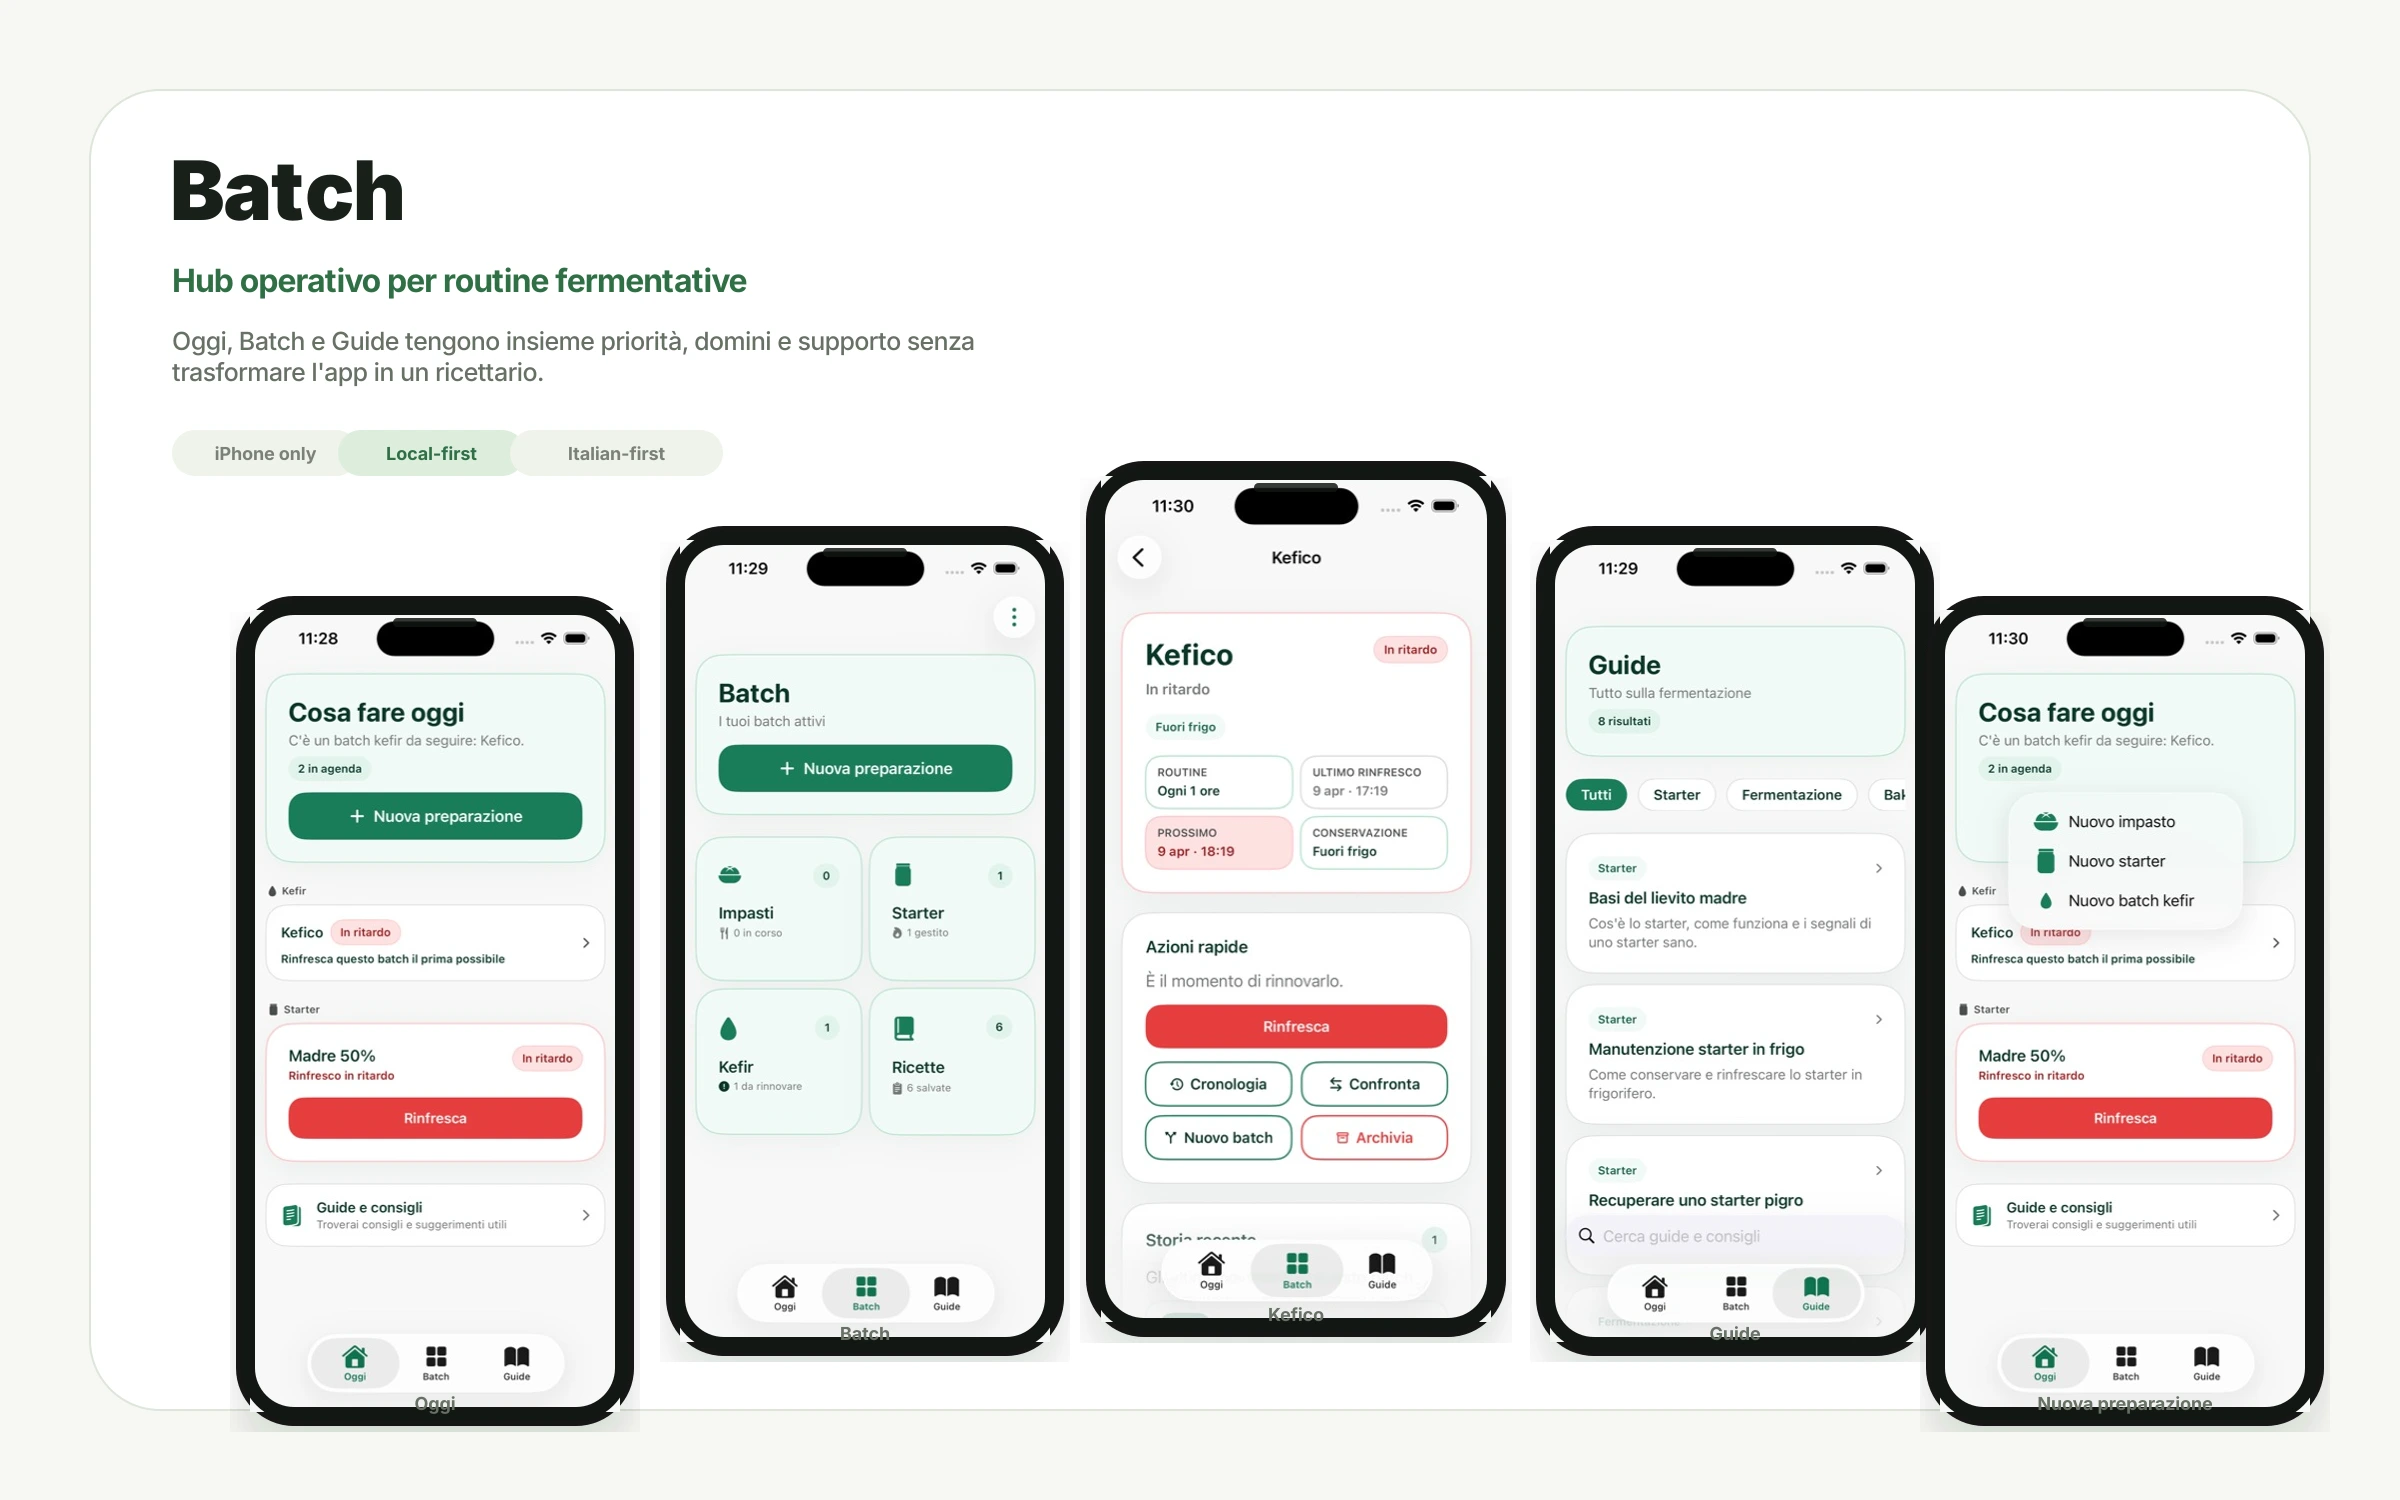 Batch
Hub operativo per routine fermentative
Oggi, Batch e Guide tengono insieme priorità, domini e supporto senza
trasformare l'app in un ricettario.
iPhone only
Local-first
Italian-first
11:28
Cosa fare oggi
C'è un batch kefir da seguire: Kefico.
2 in agenda
+ Nuova preparazione
Kefir
Kefico In ritardo
Rinfresca questo batch il prima possibile
Starter
Madre 50% In ritardo
Rinfresco in ritardo
Rinfresca
Guide e consigli
Troverai consigli e suggerimenti utili
Oggi Batch Guide
Oggi
11:29
Batch
I tuoi batch attivi
+ Nuova preparazione
0
Impasti
0 in corso
1
Starter
1 gestito
1
Kefir
1 da rinnovare
6
Ricette
6 salvate
Oggi Batch Guide
Batch
11:30
Kefico
Kefico In ritardo
In ritardo
Fuori frigo
ROUTINE
Ogni 1 ore
ULTIMO RINFRESCO
9 apr · 17:19
PROSSIMO
9 apr · 18:19
CONSERVAZIONE
Fuori frigo
Azioni rapide
È il momento di rinnovarlo.
Rinfresca
Cronologia
Confronta
Nuovo batch
Archivia
Storia recente 1
Oggi Batch Guide
Kefico
11:29
Guide
Tutto sulla fermentazione
8 risultati
Tutti Starter Fermentazione Bak
Starter
Basi del lievito madre
Cos'è lo starter, come funziona e i segnali di
uno starter sano.
Starter
Manutenzione starter in frigo
Come conservare e rinfrescare lo starter in
frigorifero.
Starter
Recuperare uno starter pigro
Cerca guide e consigli
Oggi Batch Guide
Fermentazione
Guide
11:30
Cosa fare oggi
C'è un batch kefir da seguire: Kefico.
2 in agenda
Nuovo impasto
Nuovo starter
Nuovo batch kefir
Kefir
Kefico In ritardo
Rinfresca questo batch il prima possibile
Starter
Madre 50% In ritardo
Rinfresco in ritardo
Rinfresca
Guide e consigli
Troverai consigli e suggerimenti utili
Oggi Batch Guide
Nuova preparazione